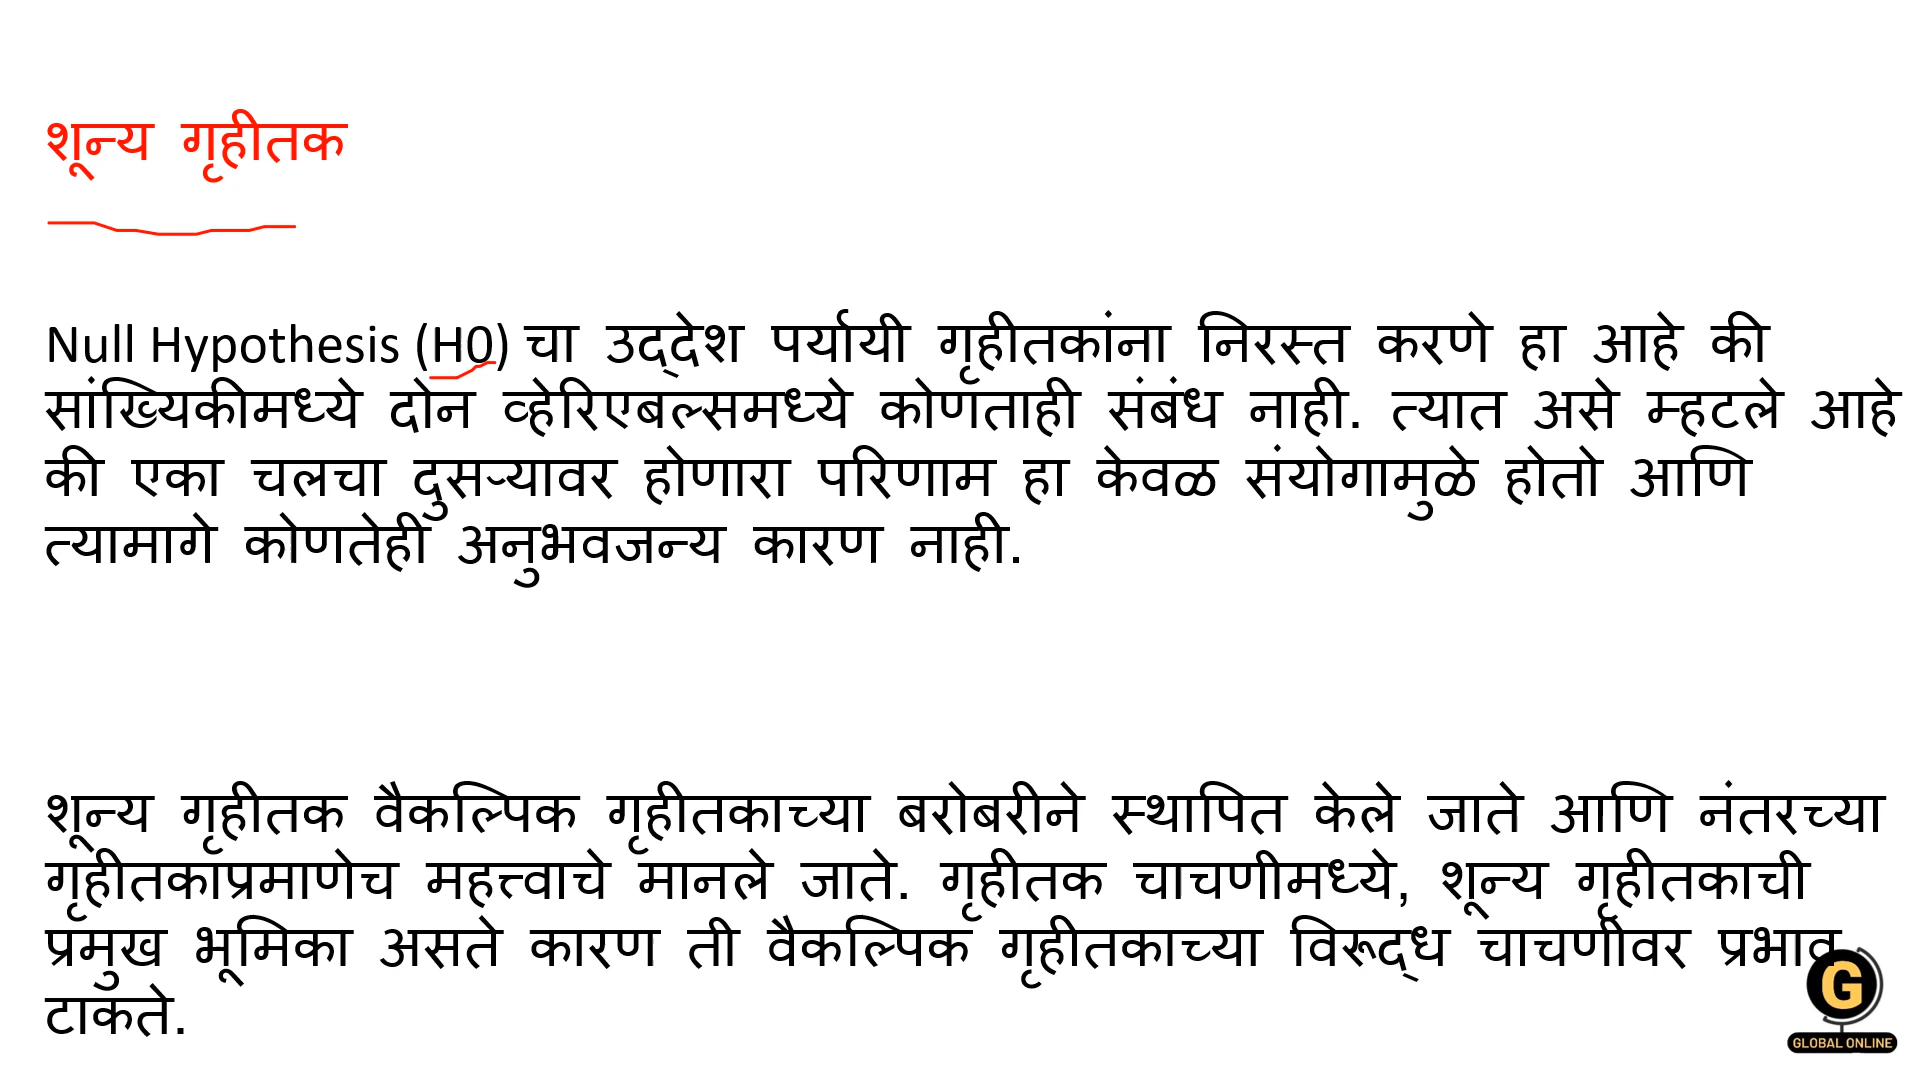 शून्य गृहीतक
Null Hypothesis (H0) चा उद्देश पर्यायी गृहीतकांना निरस्त करणे हा आहे की
सांख्यिकीमध्ये दोन व्हेरिएबल्समध्ये कोणताही संबंध नाही. त्यात असे म्हटले आहे
की एका चलचा दुसऱ्यावर होणारा परिणाम हा केवळ संयोगामुळे होतो आणि
त्यामागे कोणतेही अनुभवजन्य कारण नाही.
शून्य गृहीतक वैकल्पिक गृहीतकाच्या बरोबरीने स्थापित केले जाते आणि नंतरच्या
गृहीतकाप्रमाणेच महत्त्वाचे मानले जाते. गृहीतक चाचणीमध्ये, शून्य गृहीतकाची
प्रमुख भूमिका असते कारण ती वैकल्पिक गृहीतकाच्या विरूद्ध चाचणीवर प्रभाव
टाकते.
G
GLOBAL ONLINE